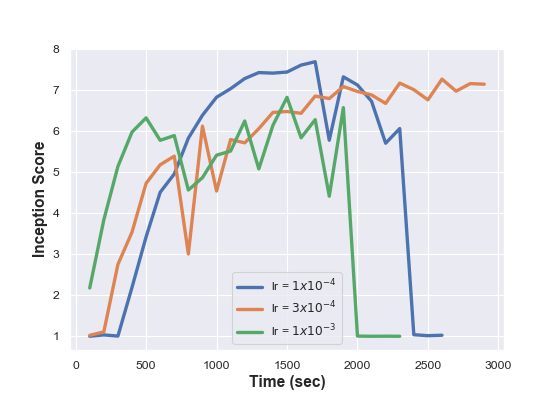 8
7
6
5
4
3
2
1
Inception Score
lr = 1x10⁻⁴
lr = 3x10⁻⁴
lr = 1x10⁻³
0 500 1000 1500 2000 2500 3000
Time (sec)